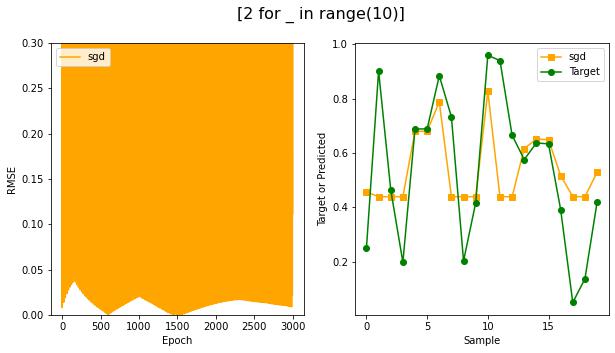 [2 for _ in range(10)]
sgd
RMSE
0.30
0.25
0.20
0.15
0.10
0.05
0.00
0
500
1000
1500
2000
2500
3000
Epoch
sgd
Target
Target or Predicted
1.0
0.8
0.6
0.4
0.2
0
5
10
15
Sample